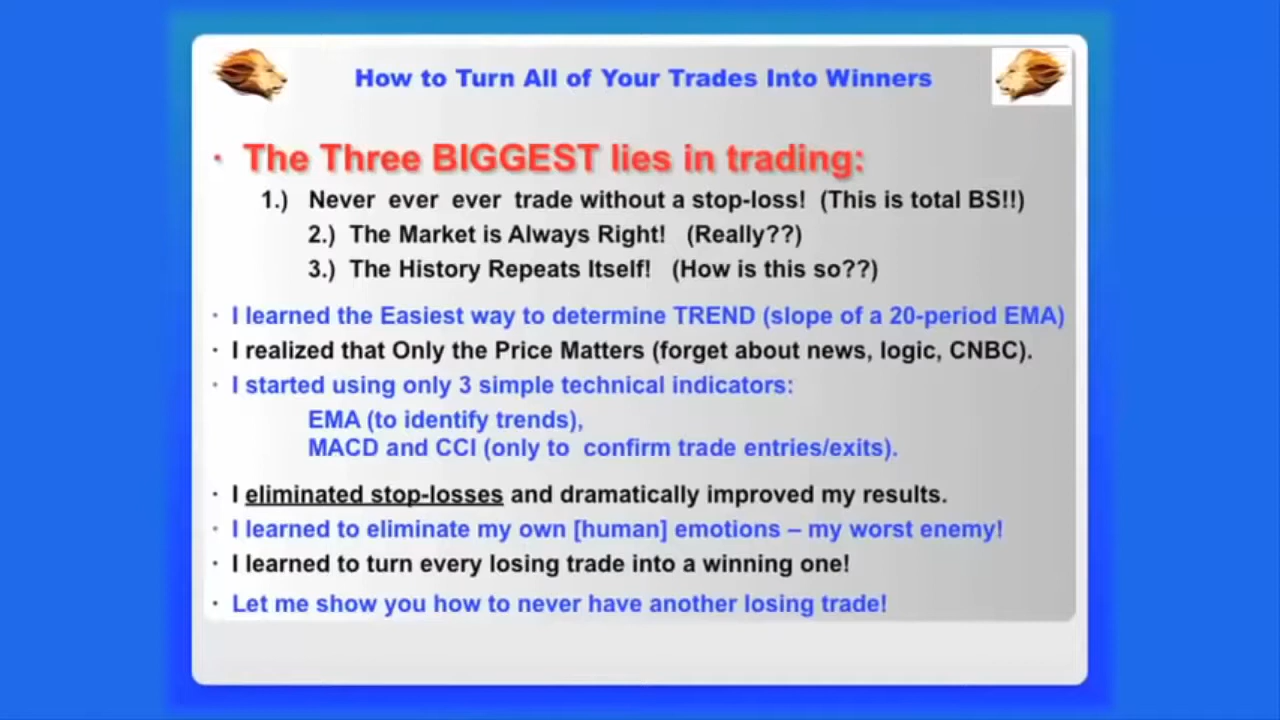 How to Turn All of Your Trades Into Winners
· The Three BIGGEST lies in trading:
1.) Never ever ever trade without a stop-loss! (This is total BS!!)
2.) The Market is Always Right! (Really??)
3.) The History Repeats Itself! (How is this so??)
· I learned the Easiest way to determine TREND (slope of a 20-period EMA)
· I realized that Only the Price Matters (forget about news, logic, CNBC).
· I started using only 3 simple technical indicators:
EMA (to identify trends),
MACD and CCI (only to confirm trade entries/exits).
· I eliminated stop-losses and dramatically improved my results.
· I learned to eliminate my own [human] emotions – my worst enemy!
· I learned to turn every losing trade into a winning one!
· Let me show you how to never have another losing trade!